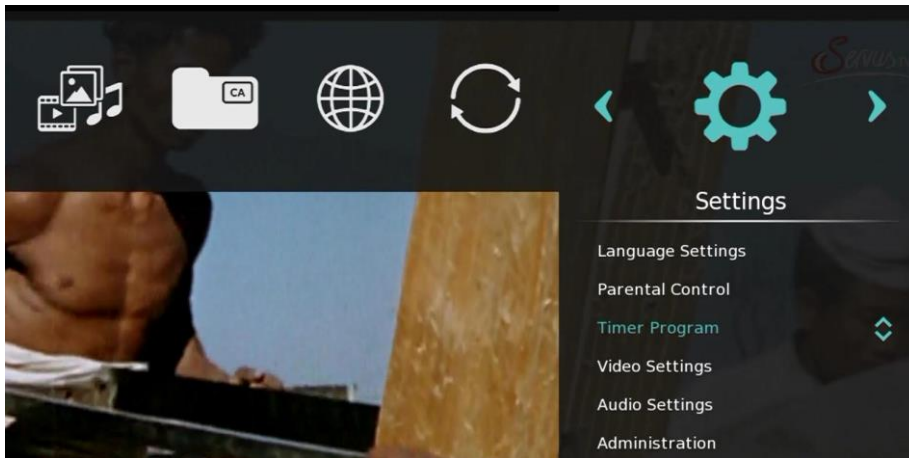 CA
Settings
Language Settings
Parental Control
Timer Program
Video Settings
Audio Settings
Administration